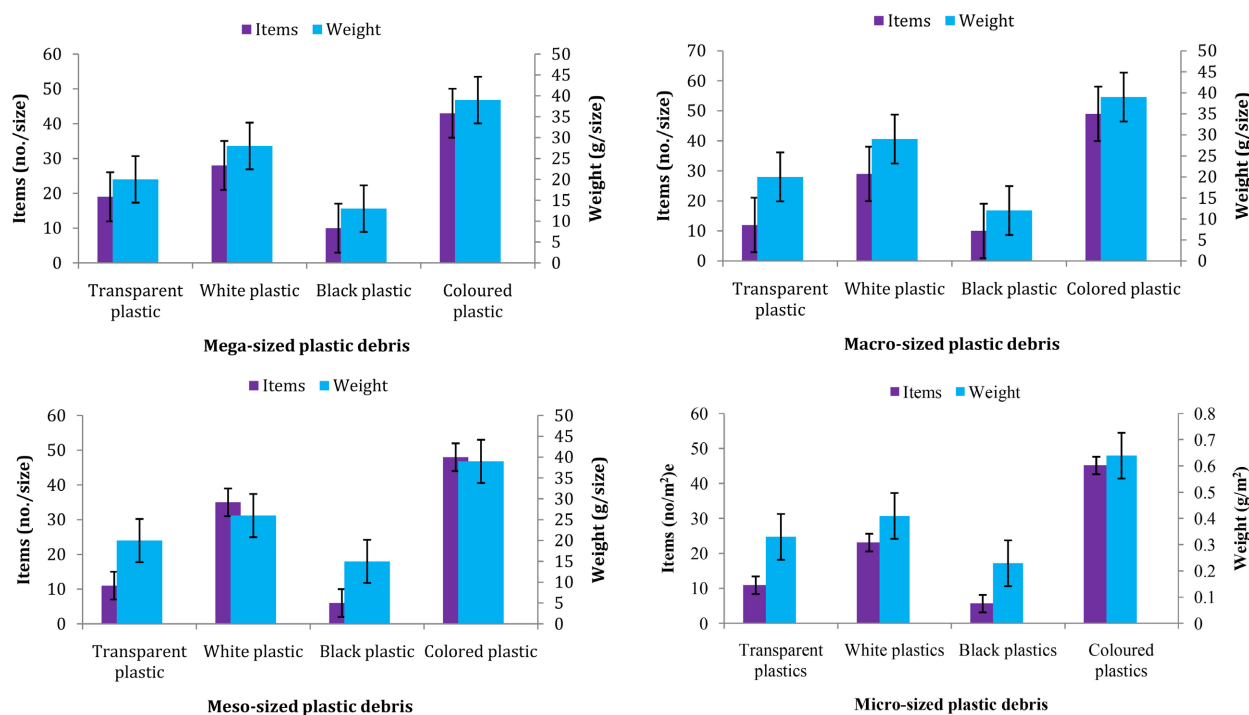 Items Weight
Items (no./size)
60
50
40
30
20
10
0
50
45
40
35
30
25
20
15
10
5
0
Weight (g/size)
Transparent plastic
White plastic
Black plastic
Coloured plastic
Mega-sized plastic debris
Items Weight
Items (no./size)
70
60
50
40
30
20
10
0
50
45
40
35
30
25
20
15
10
5
0
Weight (g/size)
Transparent plastic
White plastic
Black plastic
Colored plastic
Macro-sized plastic debris
Items Weight
Items (no./size)
60
50
40
30
20
10
0
50
45
40
35
30
25
20
15
10
5
0
Weight (g/size)
Transparent plastic
White plastic
Black plastic
Colored plastic
Meso-sized plastic debris
Items Weight
Items (no/m²)e
60
50
40
30
20
10
0
0.8
0.7
0.6
0.5
0.4
0.3
0.2
0.1
0
Weight (g/m²)
Transparent plastics
White plastics
Black plastics
Coloured plastics
Micro-sized plastic debris